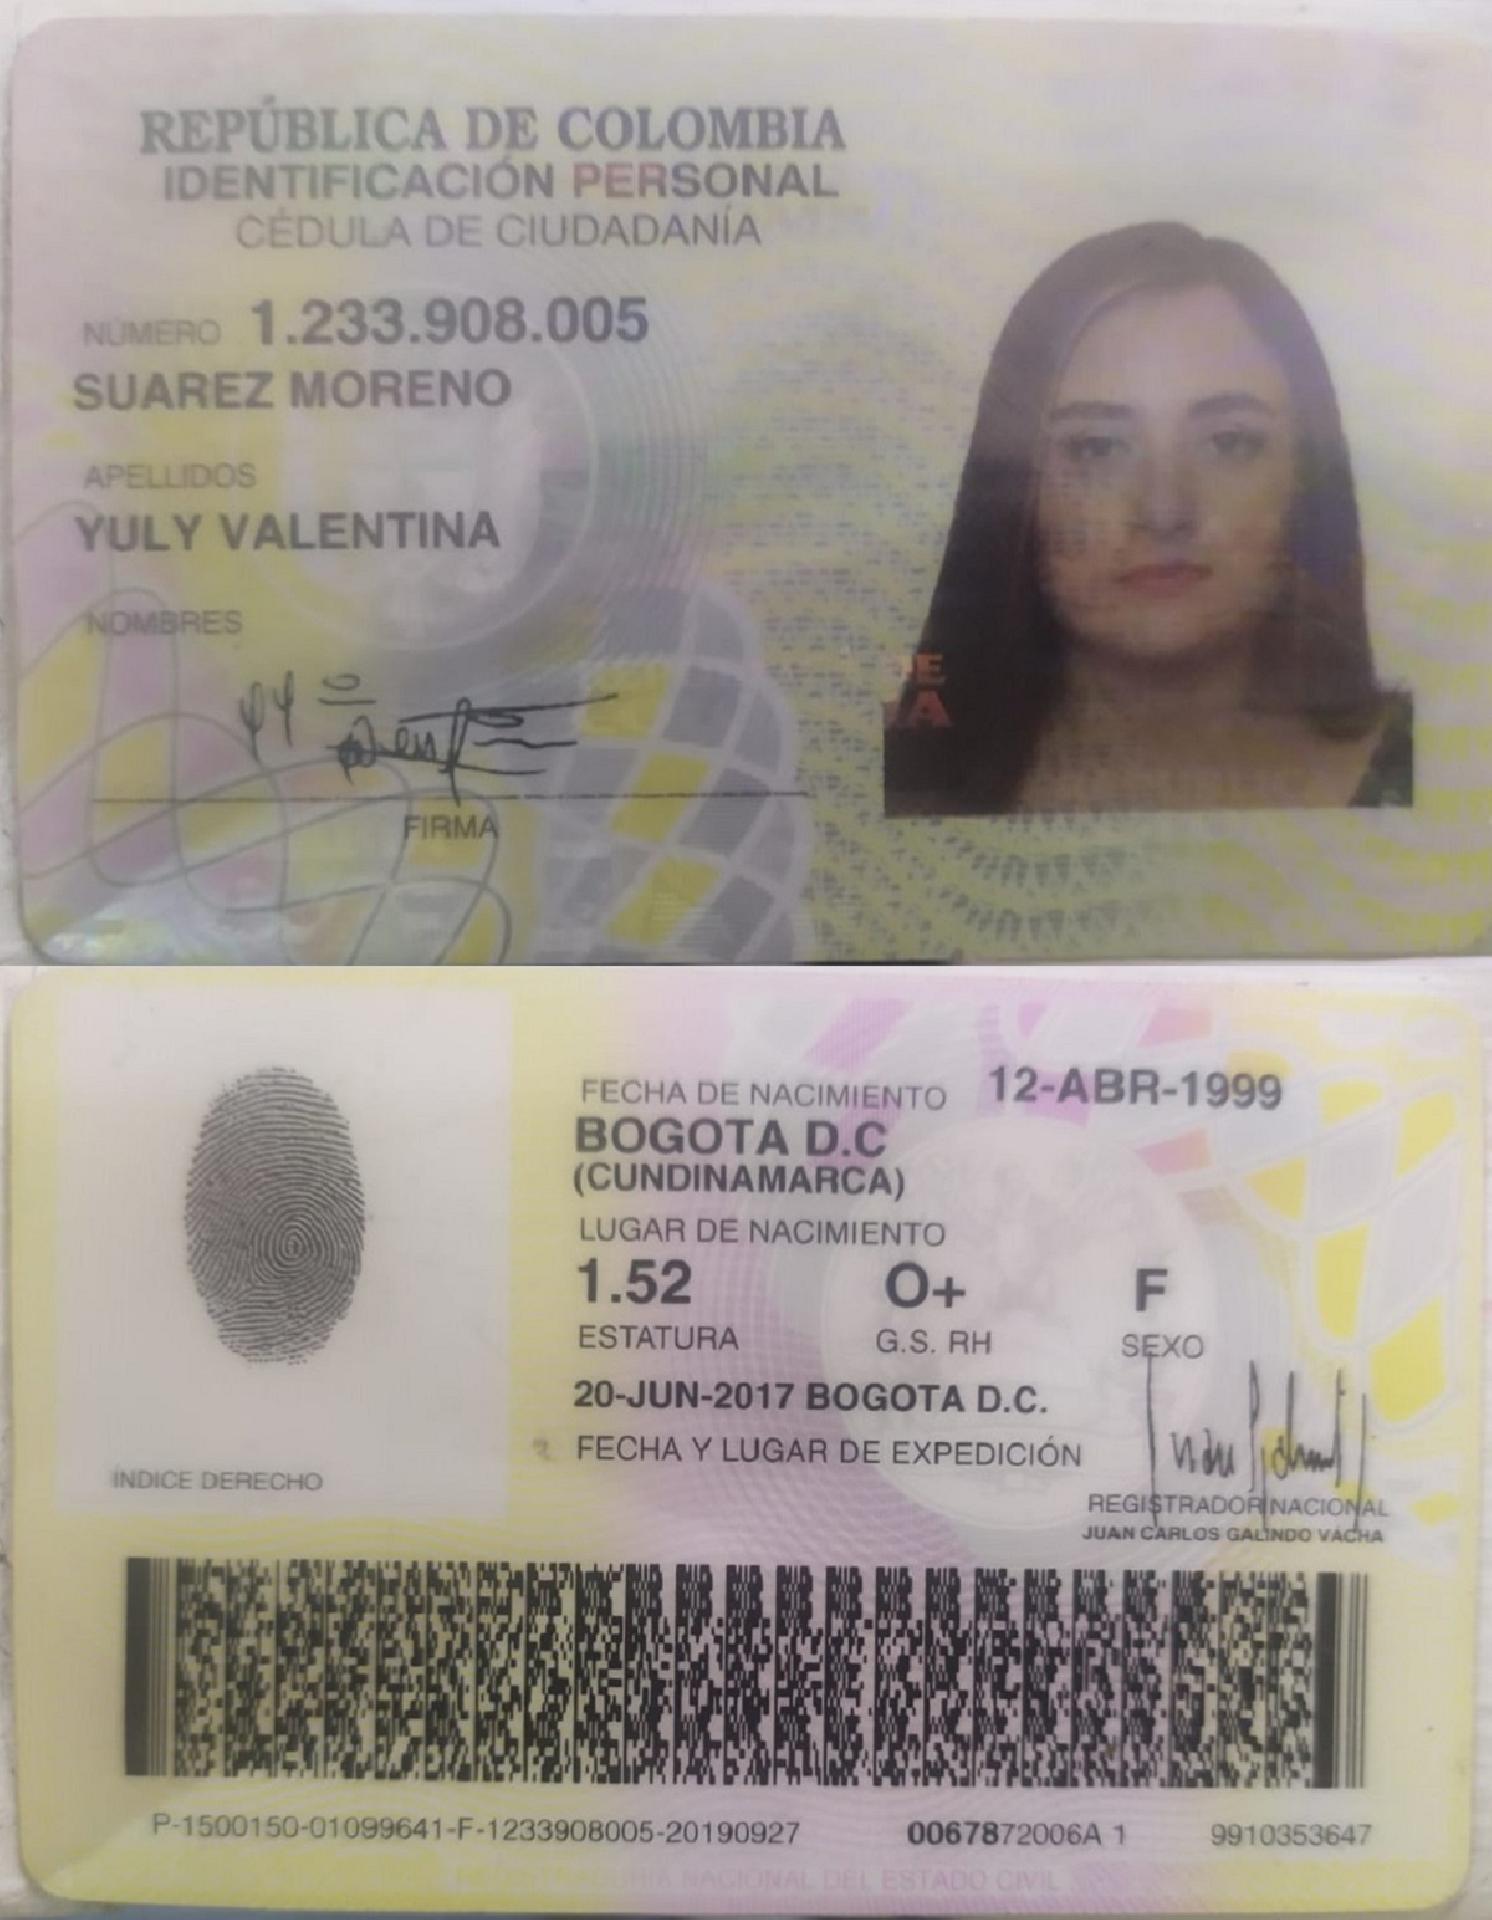 REPÚBLICA DE COLOMBIA
IDENTIFICACIÓN PERSONAL
CÉDULA DE CIUDADANÍA
NÚMERO 1.233.908.005
SUAREZ MORENO
APELLIDOS
YULY VALENTINA
NOMBRES
FIRMA
FECHA DE NACIMIENTO 12-ABR-1999
BOGOTA D.C
(CUNDINAMARCA)
LUGAR DE NACIMIENTO
1.52 O+ F
ESTATURA G.S. RH SEXO
20-JUN-2017 BOGOTA D.C.
FECHA Y LUGAR DE EXPEDICIÓN
ÍNDICE DERECHO
REGISTRADOR NACIONAL
JUAN CARLOS GALINDO VACHA
P-1500150-01099641-F-1233908005-20190927 0067872006A 1 9910353647
REGISTRADURIA NACIONAL DEL ESTADO CIVIL